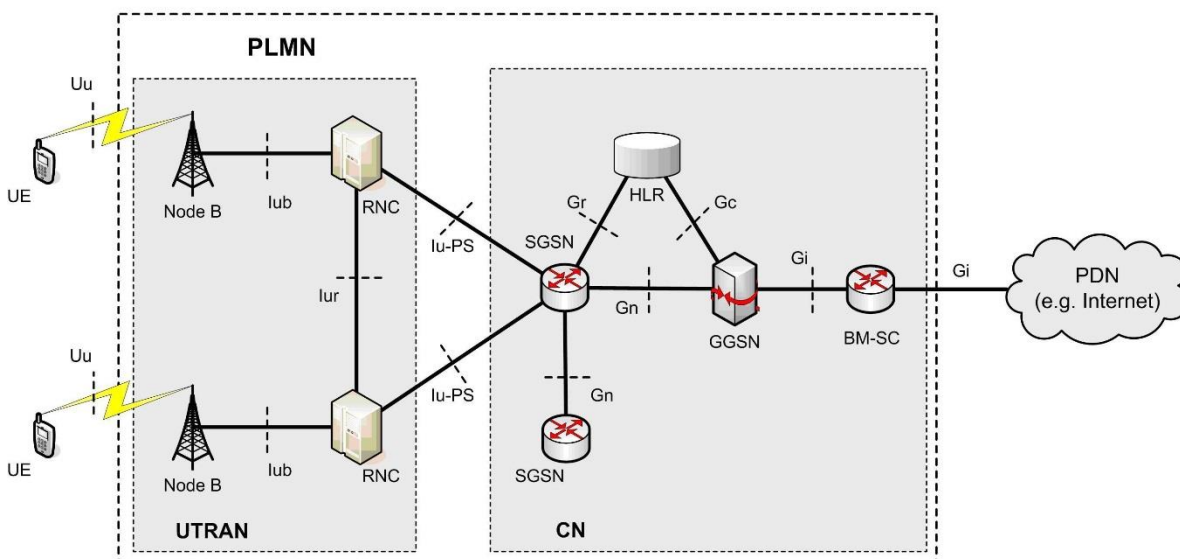 PLMN
Uu
UE
Node B
Iub
RNC
Iu-PS
Iur
Uu
UE
Node B
Iub
RNC
Iu-PS
UTRAN
HLR
Gr
Gc
SGSN
Gn
GGSN
Gi
BM-SC
Gn
SGSN
CN
Gi
PDN
(e.g. Internet)